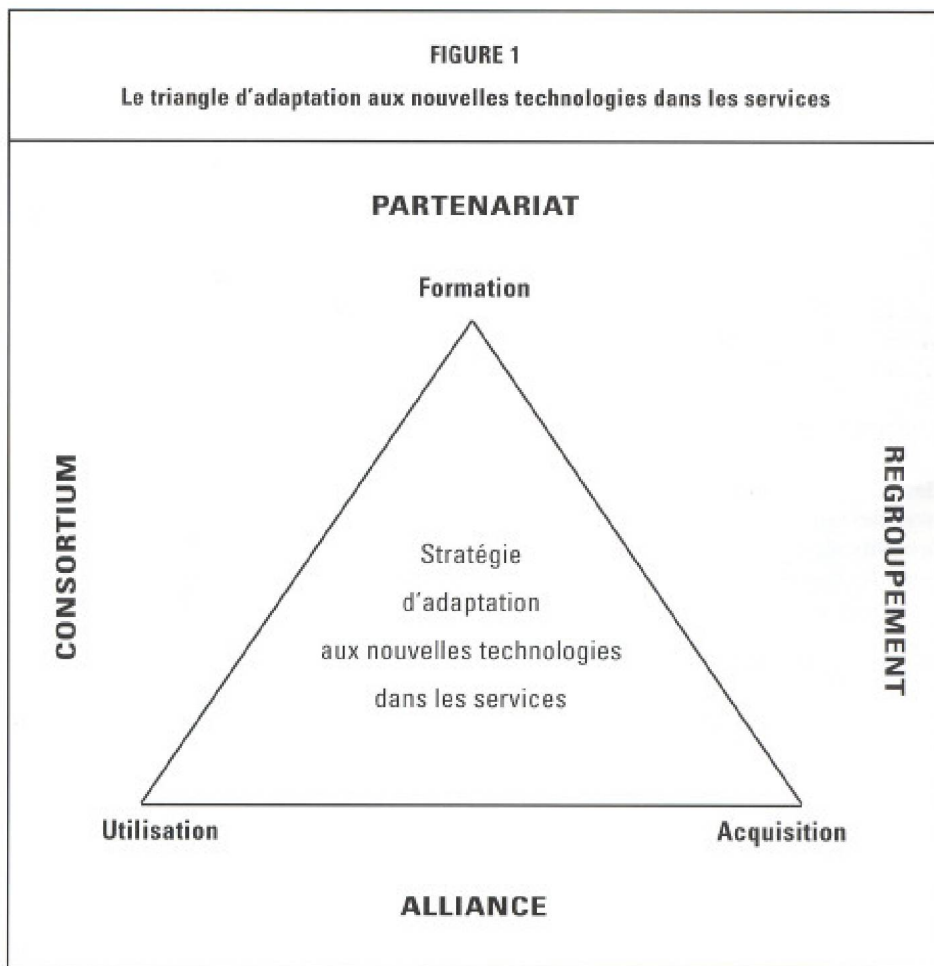 FIGURE 1
Le triangle d'adaptation aux nouvelles technologies dans les services
PARTENARIAT
Formation
CONSORTIUM
REGROUPEMENT
Stratégie
d'adaptation
aux nouvelles technologies
dans les services
Utilisation
Acquisition
ALLIANCE